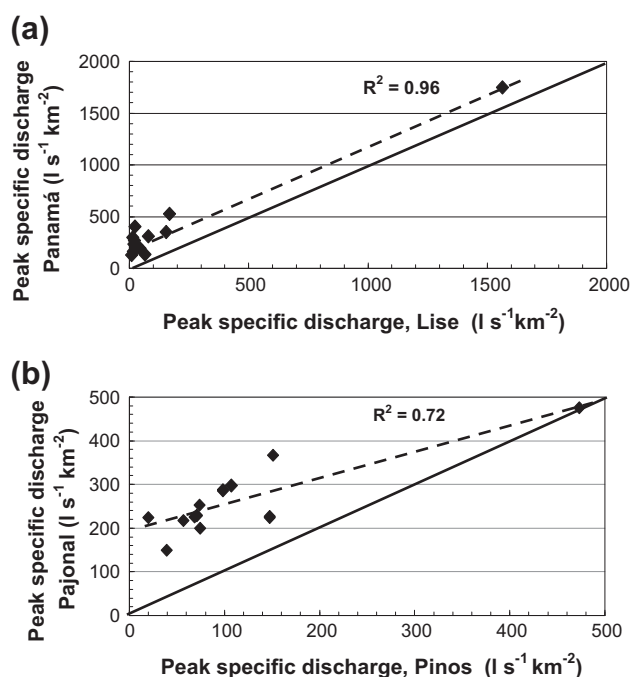 (a)
Peak specific discharge
Panamá (l s⁻¹ km⁻²)
2000
1500
1000
500
0
R² = 0.96
0
500
1000
1500
2000
Peak specific discharge, Lise (l s⁻¹km⁻²)
(b)
Peak specific discharge
Pajonal (l s⁻¹ km⁻²)
500
400
300
200
100
0
R² = 0.72
0
100
200
300
400
500
Peak specific discharge, Pinos (l s⁻¹ km⁻²)